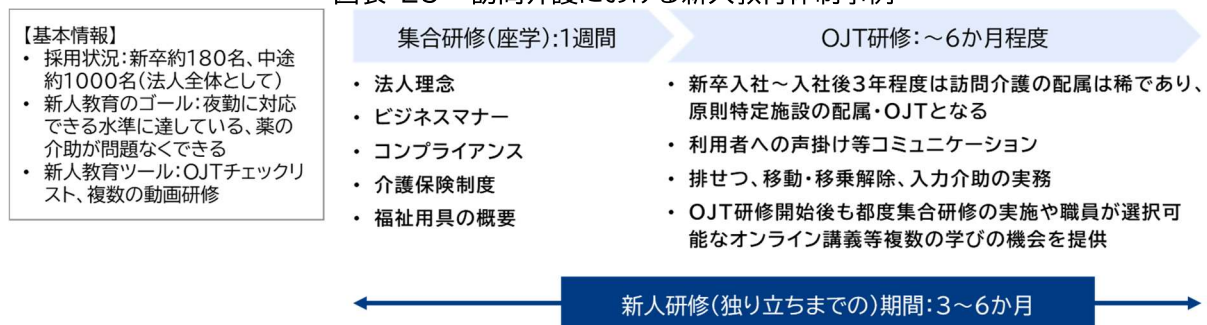 【基本情報】
• 採用状況:新卒約180名、中途
約1000名(法人全体として)
• 新人教育のゴール:夜勤に対応
できる水準に達している、薬の
介助が問題なくできる
• 新人教育ツール:OJTチェックリ
スト、複数の動画研修
集合研修(座学):1週間
• 法人理念
• ビジネスマナー
• コンプライアンス
• 介護保険制度
• 福祉用具の概要
OJT研修:~6か月程度
• 新卒入社~入社後3年程度は訪問介護の配属は稀であり、
原則特定施設の配属・OJTとなる
• 利用者への声掛け等コミュニケーション
• 排せつ、移動・移乗解除、入力介助の実務
• OJT研修開始後も都度集合研修の実施や職員が選択可
能なオンライン講義等複数の学びの機会を提供
新人研修(独り立ちまでの)期間:3~6か月